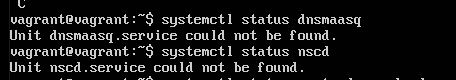 C
vagrant@vagrant:~$ systemctl status dnsmaasq
Unit dnsmaasq.service could not be found.
vagrant@vagrant:~$ systemctl status nscd
Unit nscd.service could not be found.